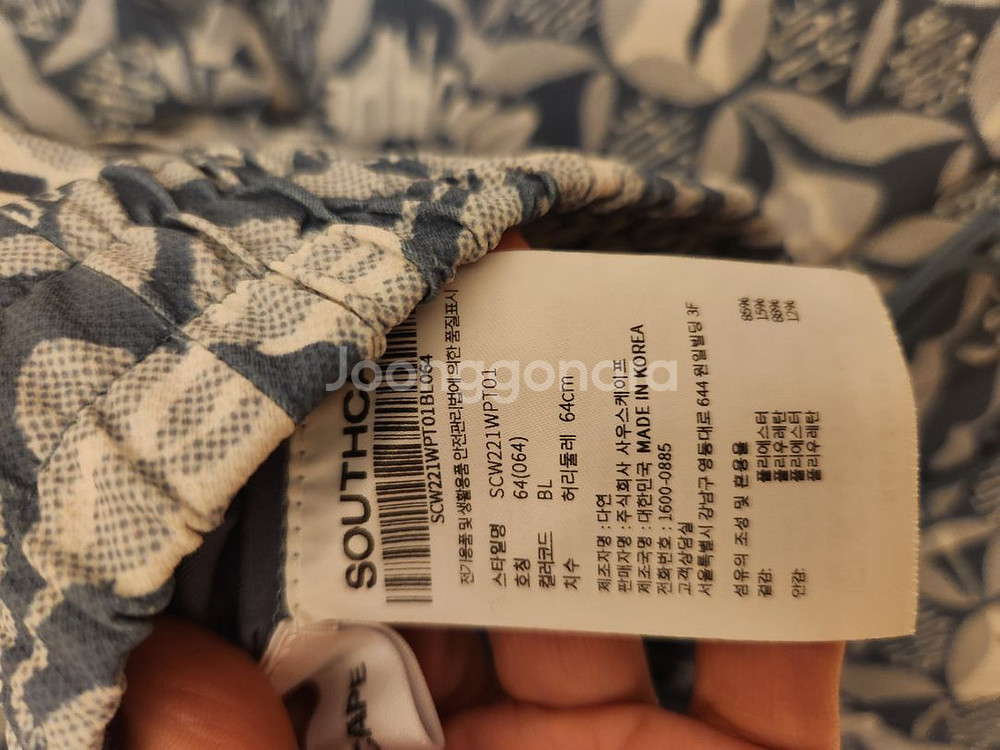 SOUTHC
SCW221WPT01BL064
전기용품 및 생활용품 안전관리법에 의한 품질표시
스타일명 SCW221WPT01
호칭 64(064)
컬러코드 BL
치수 허리둘레 64cm
제조자명 : 다연
판매자명 : 주식회사 사우스케이프
제조국명 : 대한민국 MADE IN KOREA
전화번호 : 1600-0885
고객상담실
서울특별시 강남구 영동대로 644 원일빌딩 3F
섬유의 조성 및 혼용율
겉감: 폴리에스터 85%
폴리우레탄 15%
안감: 폴리에스터 88%
폴리우레탄 12%
CAPE
Joonggonara